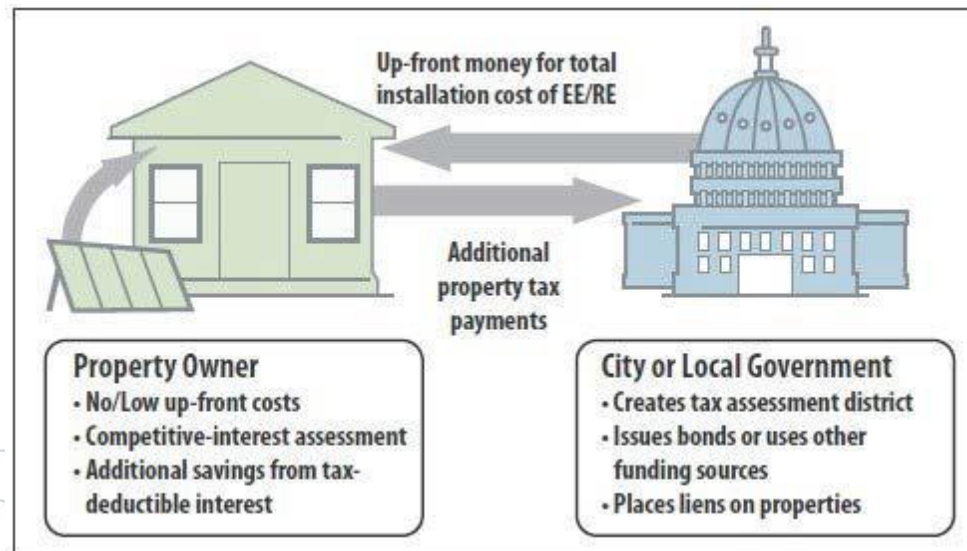 Up-front money for total
installation cost of EE/RE
Additional
property tax
payments
Property Owner
• No/Low up-front costs
• Competitive-interest assessment
• Additional savings from tax-
deductible interest
City or Local Government
• Creates tax assessment district
• Issues bonds or uses other
funding sources
• Places liens on properties